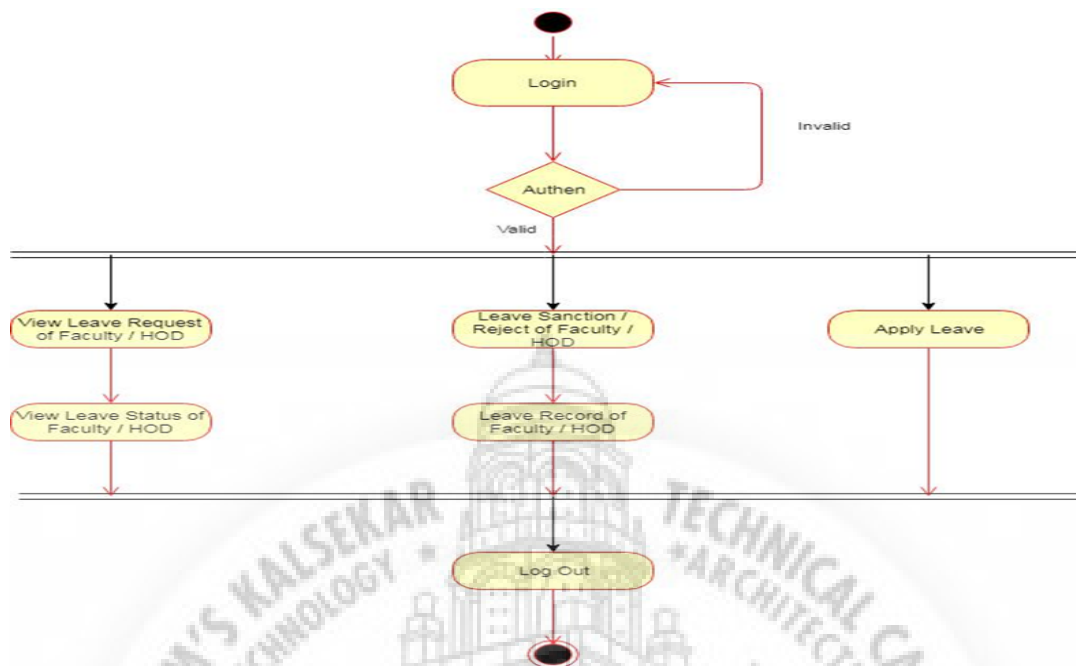 Login
Invalid
Authen
Valid
View Leave Request
of Faculty / HOD
Leave Sanction /
Reject of Faculty /
HOD
Apply Leave
View Leave Status of
Faculty / HOD
Leave Record of
Faculty / HOD
Log Out
KALSEKAR
TECHNICAL